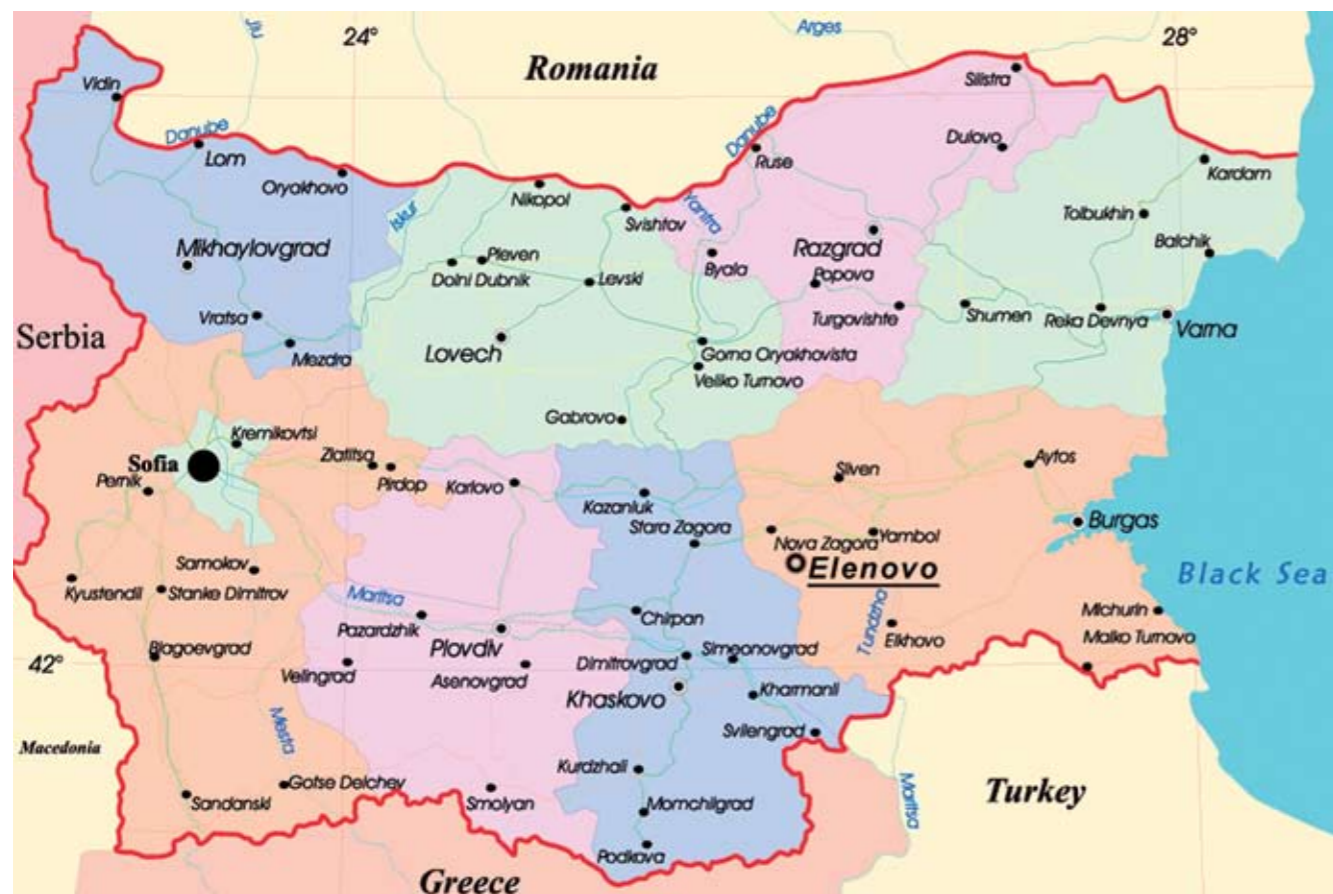 24°
28°
Jiu
Arges
Romania
Vidin
Silistra
Danube
Danube
Lom
Ruse
Dulovo
Oryakhovo
Kardam
Nikopol
Iskur
Svishtov
Yantra
Tolbukhin
Mikhaylovgrad
Razgrad
Balchik
Pleven
Byala
Dolni Dubnik
Levski
Popova
Vratsa
Turgovishte
Shumen
Reka Devnya
Varna
Serbia
Mezdra
Lovech
Gorna Oryakhovista
Veliko Turnovo
Gabrovo
Kremikovtsi
Zlatitsa
Sofia
Pirdop
Karlovo
Sliven
Aytos
Pernik
Kazanluk
Stara Zagora
Burgas
Nova Zagora
Yambol
Samokov
Elenovo
Black Sea
Kyustendil
Stanke Dimitrov
Maritsa
Chirpan
Michurin
Pazardzhik
Plovdiv
Tundzha
Elkhovo
Malko Turnovo
Blagoevgrad
Simeonovgrad
42°
Velingrad
Asenovgrad
Dimitrovgrad
Khaskovo
Kharmanli
Mesta
Svilengrad
Macedonia
Kurdzhali
Gotse Delchev
Maritsa
Sandanski
Smolyan
Momchilgrad
Turkey
Podkova
Greece